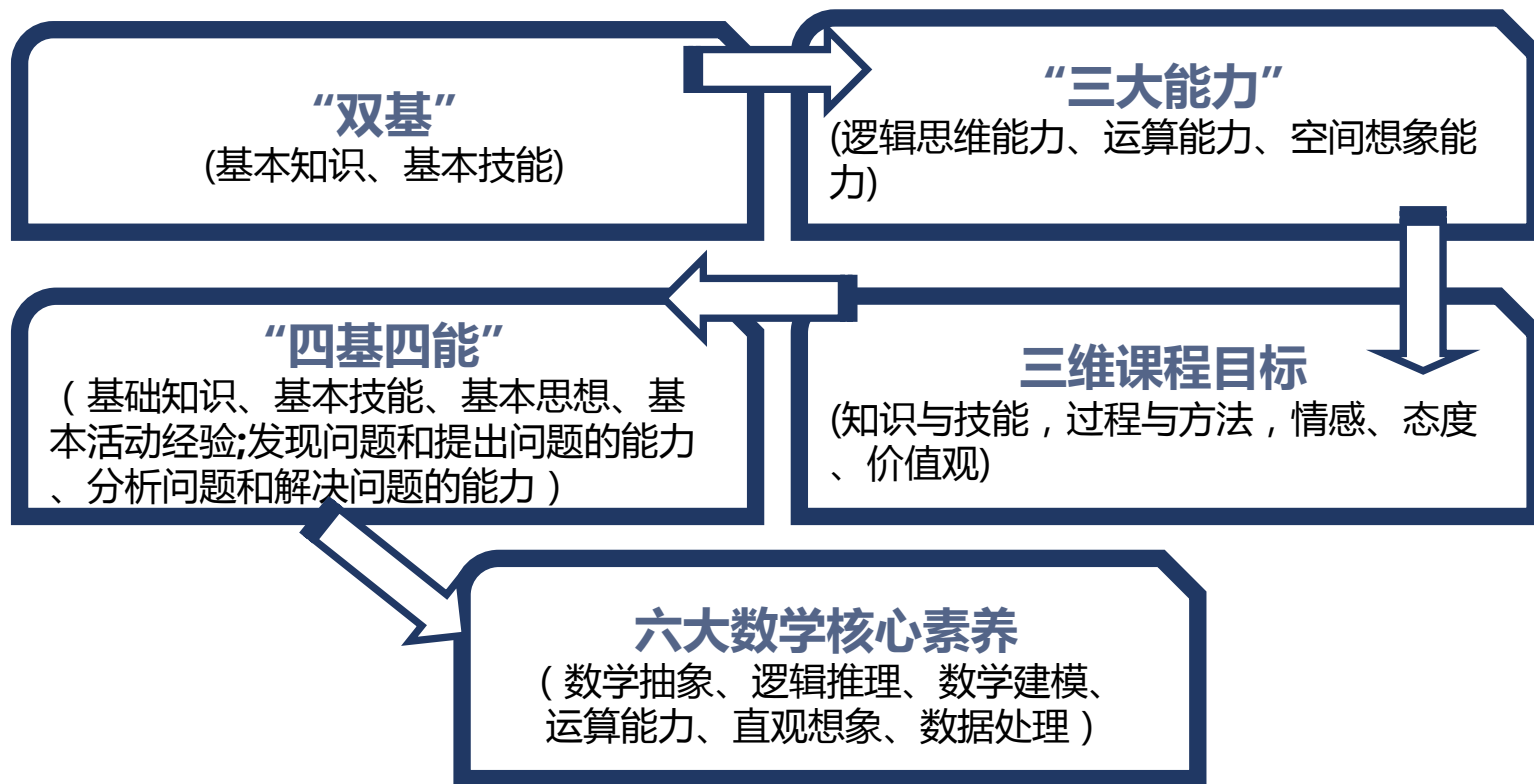 “双基”
(基本知识、基本技能)
“三大能力”
(逻辑思维能力、运算能力、空间想象能
力)
三维课程目标
(知识与技能，过程与方法，情感、态度
、价值观)
“四基四能”
（基础知识、基本技能、基本思想、基
本活动经验;发现问题和提出问题的能力
、分析问题和解决问题的能力）
六大数学核心素养
（数学抽象、逻辑推理、数学建模、
运算能力、直观想象、数据处理）